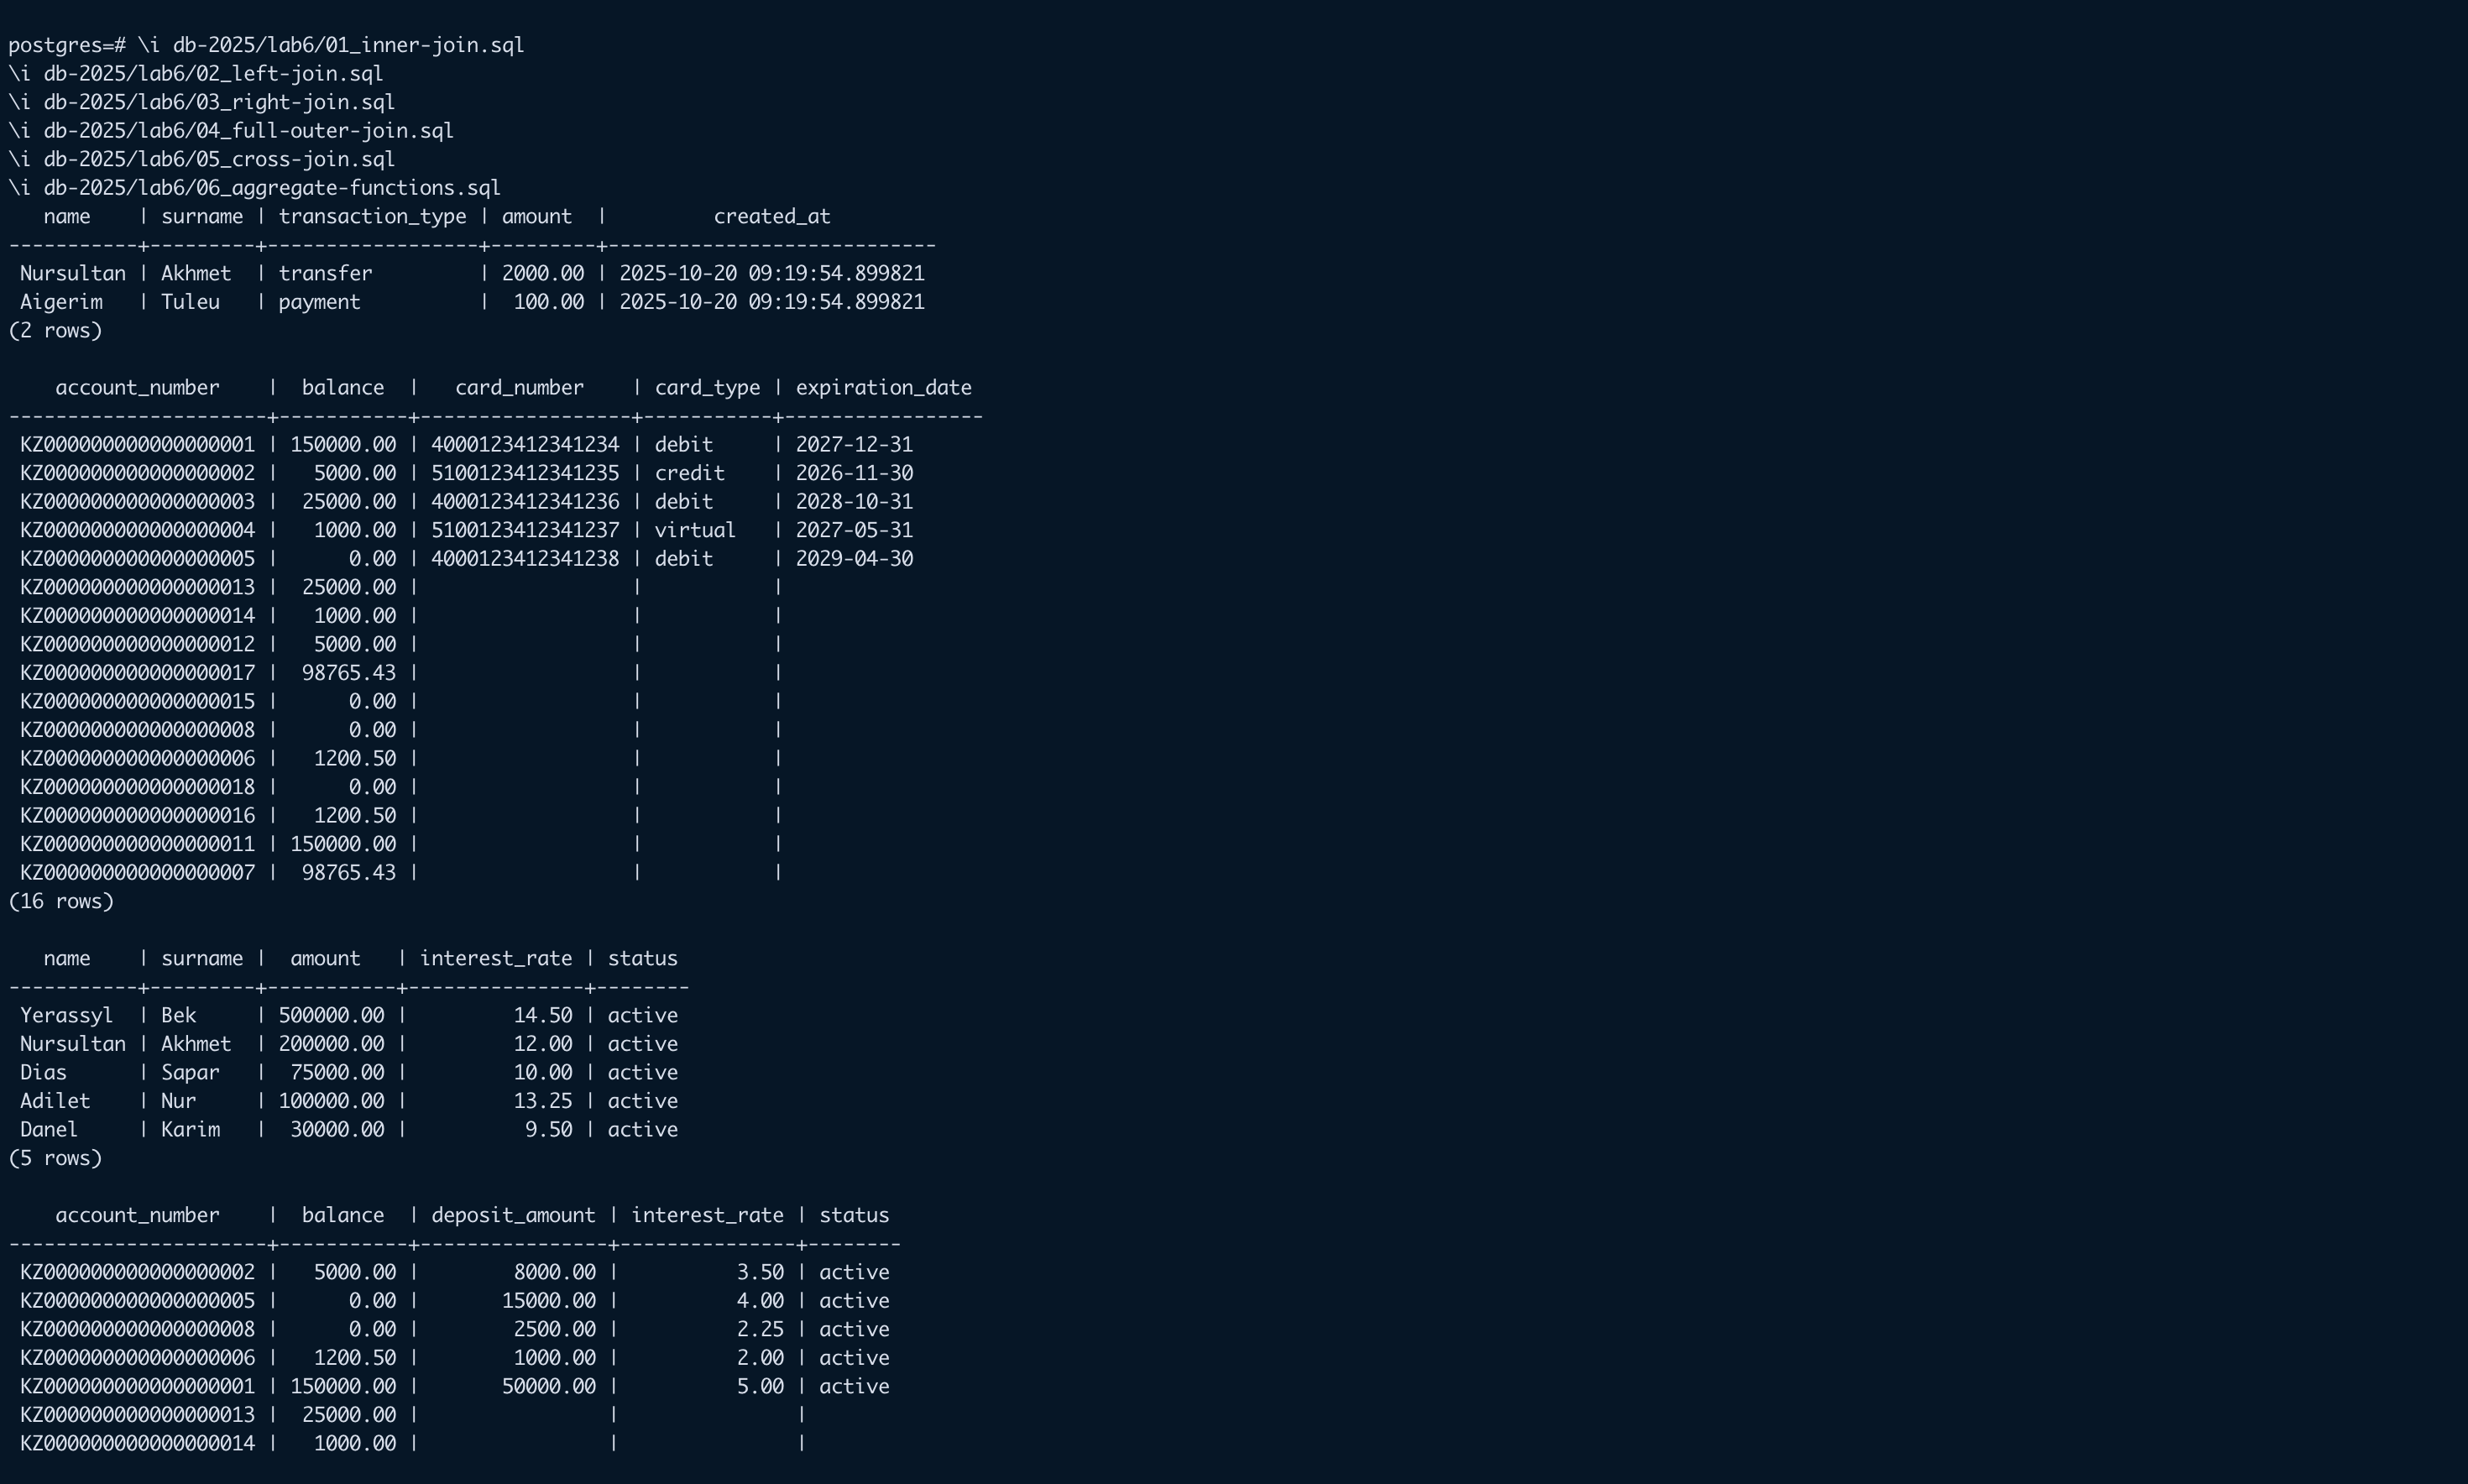 postgres=# \i db-2025/lab6/01_inner-join.sql
\i db-2025/lab6/02_left-join.sql
\i db-2025/lab6/03_right-join.sql
\i db-2025/lab6/04_full-outer-join.sql
\i db-2025/lab6/05_cross-join.sql
\i db-2025/lab6/06_aggregate-functions.sql
   name    | surname | transaction_type | amount  |         created_at
-----------+---------+------------------+---------+----------------------------
 Nursultan | Akhmet  | transfer         | 2000.00 | 2025-10-20 09:19:54.899821
 Aigerim   | Tuleu   | payment          |  100.00 | 2025-10-20 09:19:54.899821
(2 rows)

    account_number    |  balance  |   card_number    | card_type | expiration_date
----------------------+-----------+------------------+-----------+-----------------
 KZ000000000000000001 | 150000.00 | 4000123412341234 | debit     | 2027-12-31
 KZ000000000000000002 |   5000.00 | 5100123412341235 | credit    | 2026-11-30
 KZ000000000000000003 |  25000.00 | 4000123412341236 | debit     | 2028-10-31
 KZ000000000000000004 |   1000.00 | 5100123412341237 | virtual   | 2027-05-31
 KZ000000000000000005 |      0.00 | 4000123412341238 | debit     | 2029-04-30
 KZ000000000000000013 |  25000.00 |                  |           |
 KZ000000000000000014 |   1000.00 |                  |           |
 KZ000000000000000012 |   5000.00 |                  |           |
 KZ000000000000000017 |  98765.43 |                  |           |
 KZ000000000000000015 |      0.00 |                  |           |
 KZ000000000000000008 |      0.00 |                  |           |
 KZ000000000000000006 |   1200.50 |                  |           |
 KZ000000000000000018 |      0.00 |                  |           |
 KZ000000000000000016 |   1200.50 |                  |           |
 KZ000000000000000011 | 150000.00 |                  |           |
 KZ000000000000000007 |  98765.43 |                  |           |
(16 rows)

   name    | surname |  amount   | interest_rate | status
-----------+---------+-----------+---------------+--------
 Yerassyl  | Bek     | 500000.00 |         14.50 | active
 Nursultan | Akhmet  | 200000.00 |         12.00 | active
 Dias      | Sapar   |  75000.00 |         10.00 | active
 Adilet    | Nur     | 100000.00 |         13.25 | active
 Danel     | Karim   |  30000.00 |          9.50 | active
(5 rows)

    account_number    |  balance  | deposit_amount | interest_rate | status
----------------------+-----------+----------------+---------------+--------
 KZ000000000000000002 |   5000.00 |        8000.00 |          3.50 | active
 KZ000000000000000005 |      0.00 |       15000.00 |          4.00 | active
 KZ000000000000000008 |      0.00 |        2500.00 |          2.25 | active
 KZ000000000000000006 |   1200.50 |        1000.00 |          2.00 | active
 KZ000000000000000001 | 150000.00 |       50000.00 |          5.00 | active
 KZ000000000000000013 |  25000.00 |                |               |
 KZ000000000000000014 |   1000.00 |                |               |